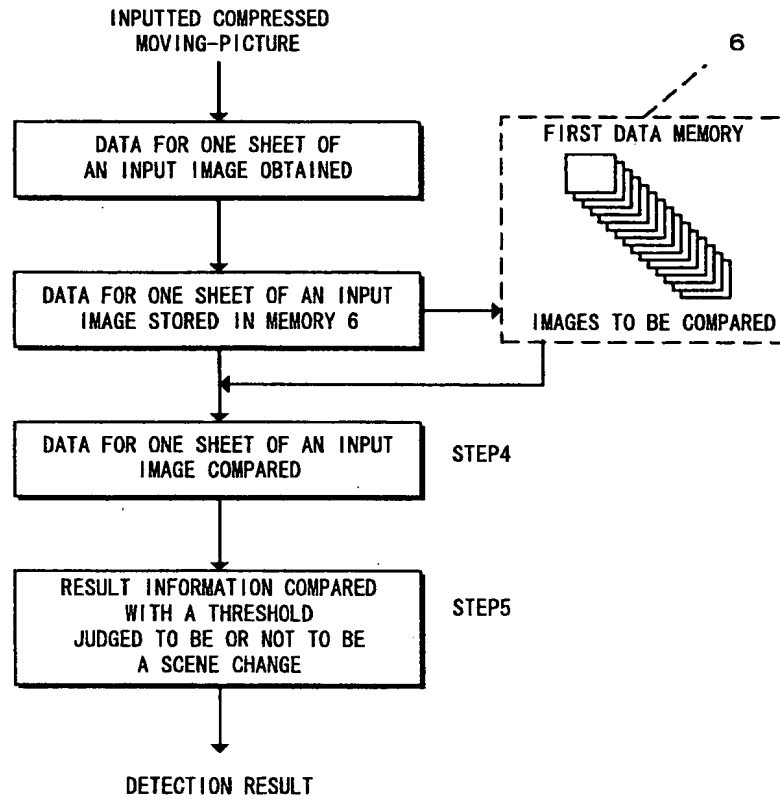 INPUTTED COMPRESSED
MOVING-PICTURE
6
DATA FOR ONE SHEET OF
AN INPUT IMAGE OBTAINED
FIRST DATA MEMORY
DATA FOR ONE SHEET OF AN INPUT
IMAGE STORED IN MEMORY 6
IMAGES TO BE COMPARED
DATA FOR ONE SHEET OF AN INPUT
IMAGE COMPARED
STEP4
RESULT INFORMATION COMPARED
WITH A THRESHOLD
JUDGED TO BE OR NOT TO BE
A SCENE CHANGE
STEP5
DETECTION RESULT